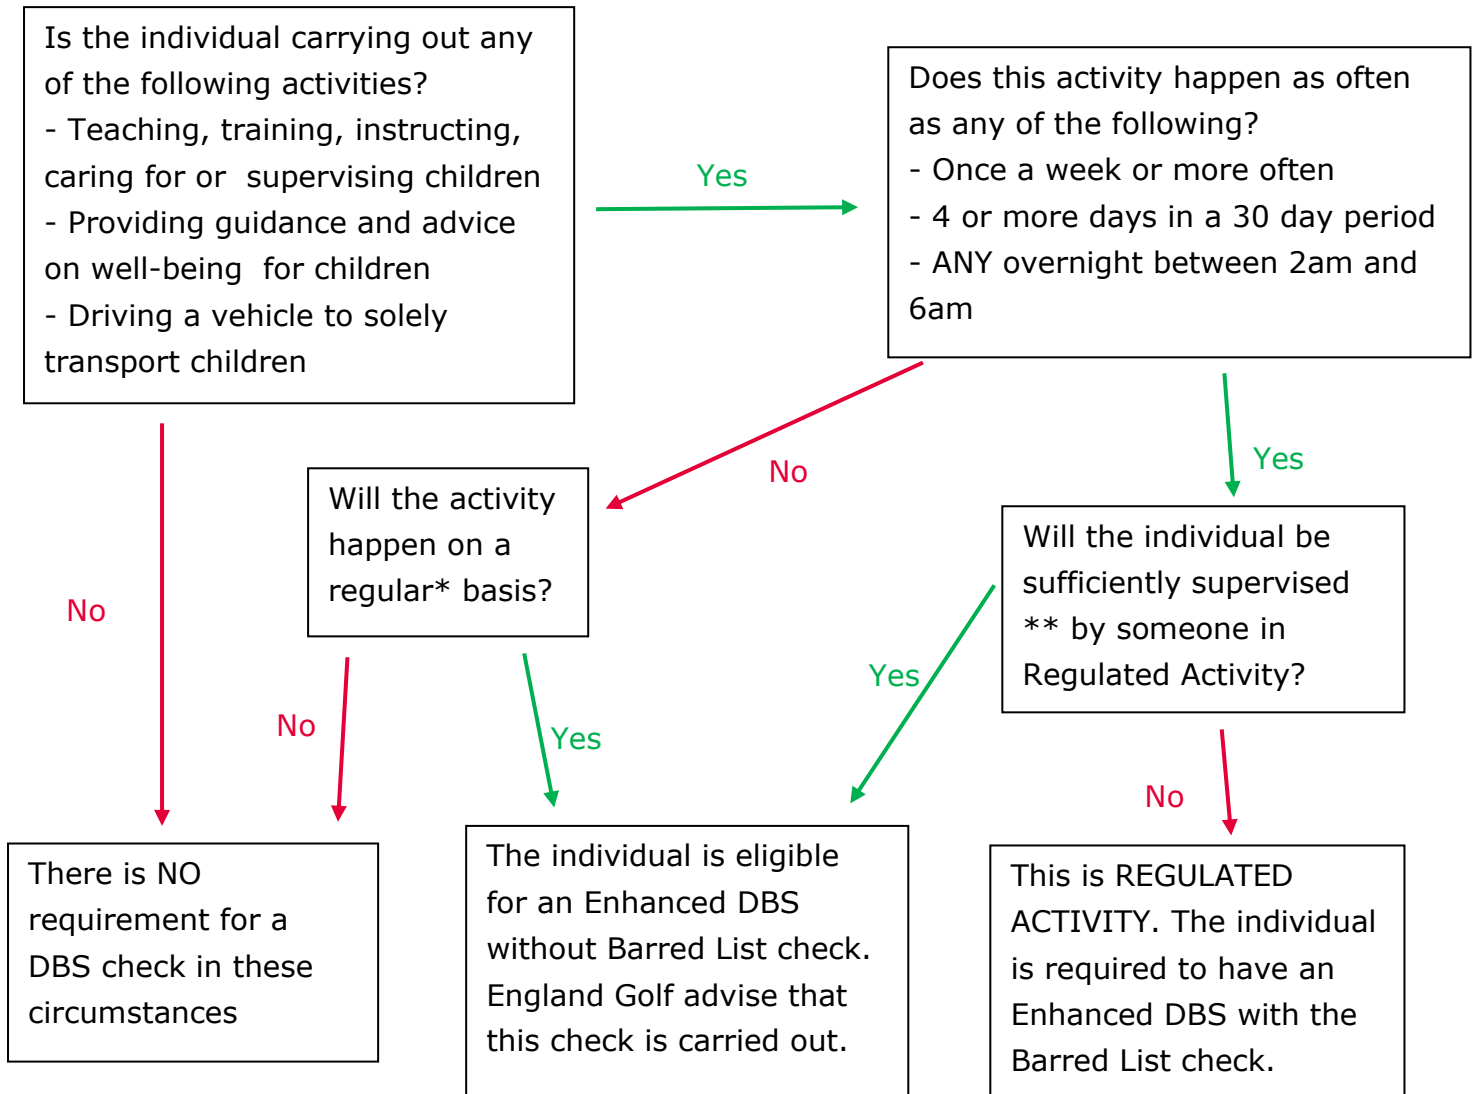 Is the individual carrying out any
of the following activities?
- Teaching, training, instructing,
caring for or supervising children
- Providing guidance and advice
on well-being for children
- Driving a vehicle to solely
transport children
Yes
Does this activity happen as often
as any of the following?
- Once a week or more often
- 4 or more days in a 30 day period
- ANY overnight between 2am and
6am
No
Yes
Will the activity
happen on a
regular* basis?
Will the individual be
sufficiently supervised
** by someone in
Regulated Activity?
No
No
Yes
Yes
No
There is NO
requirement for a
DBS check in these
circumstances
The individual is eligible
for an Enhanced DBS
without Barred List check.
England Golf advise that
this check is carried out.
This is REGULATED
ACTIVITY. The individual
is required to have an
Enhanced DBS with the
Barred List check.